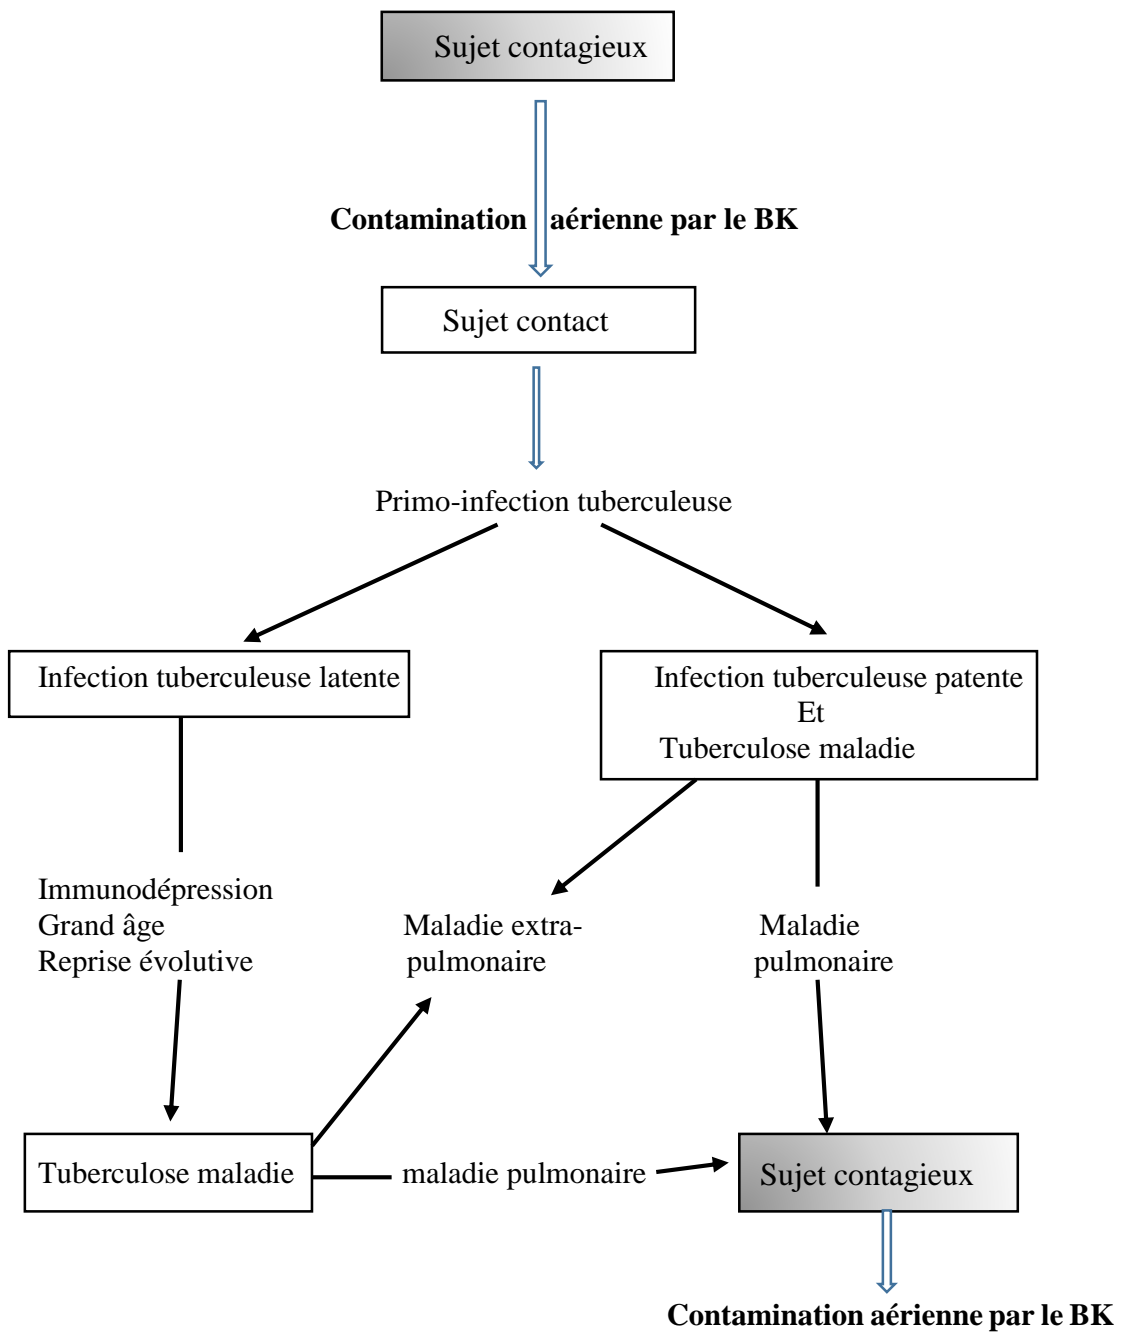 Sujet contagieux
Contamination aérienne par le BK
Sujet contact
Primo-infection tuberculeuse
Infection tuberculeuse latente
Infection tuberculeuse patente
Et
Tuberculose maladie
Immunodépression
Grand âge
Reprise évolutive
Maladie extra-
pulmonaire
Maladie
pulmonaire
Tuberculose maladie
maladie pulmonaire
Sujet contagieux
Contamination aérienne par le BK